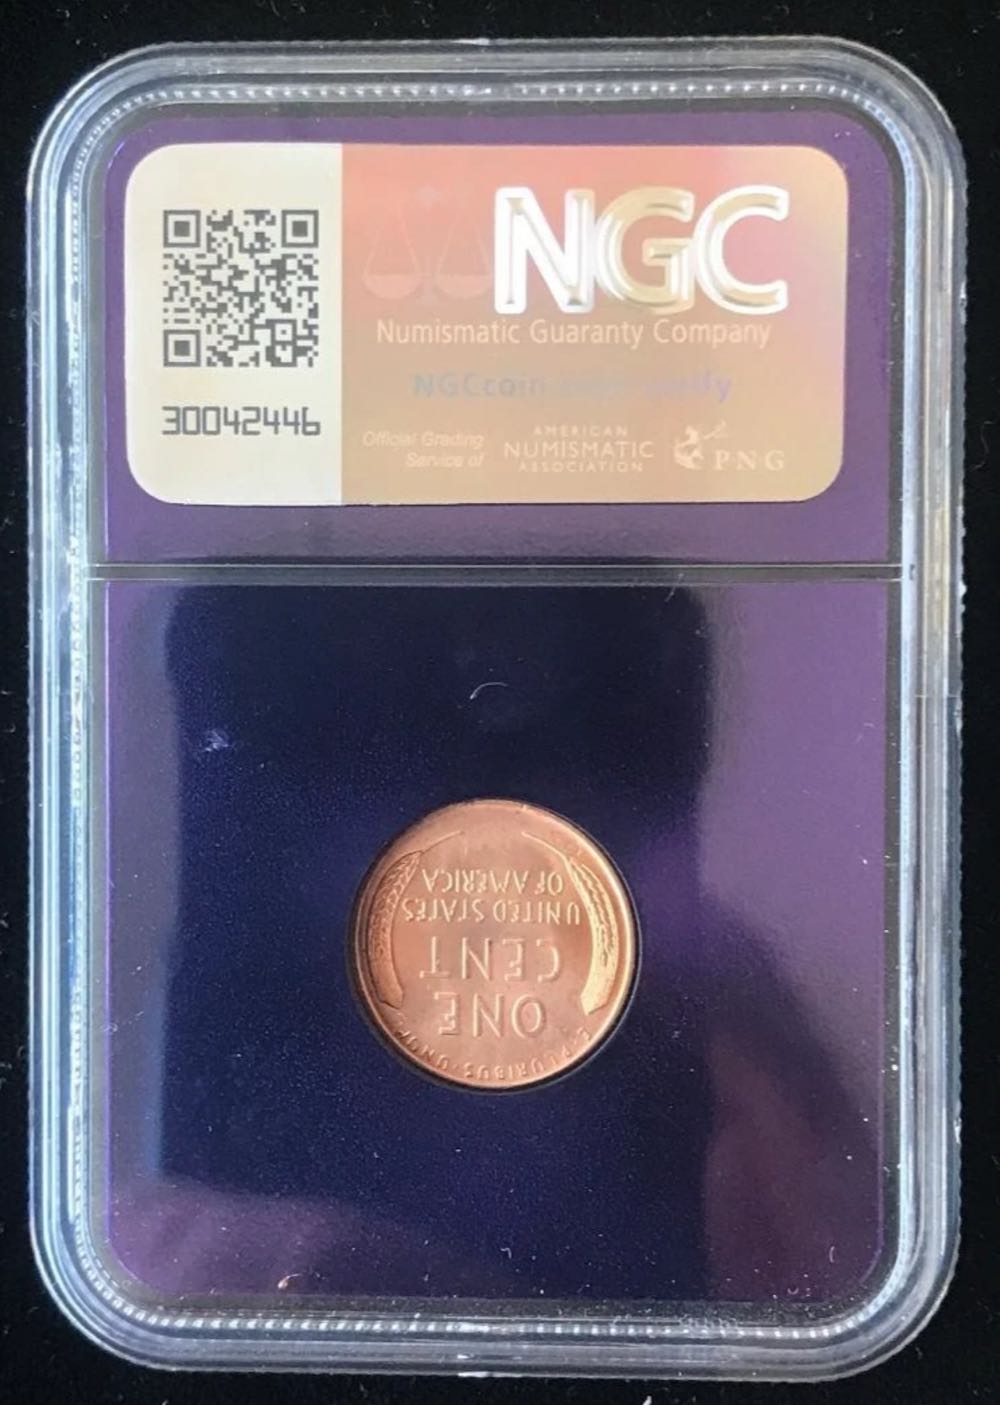 NGC
Numismatic Guaranty Company
30042446
Official Grading
Service of
AMERICAN
NUMISMATIC
ASSOCIATION
PNG
E·PLURIBUS·UNUM
ONE
CENT
UNITED STATES
OF AMERICA